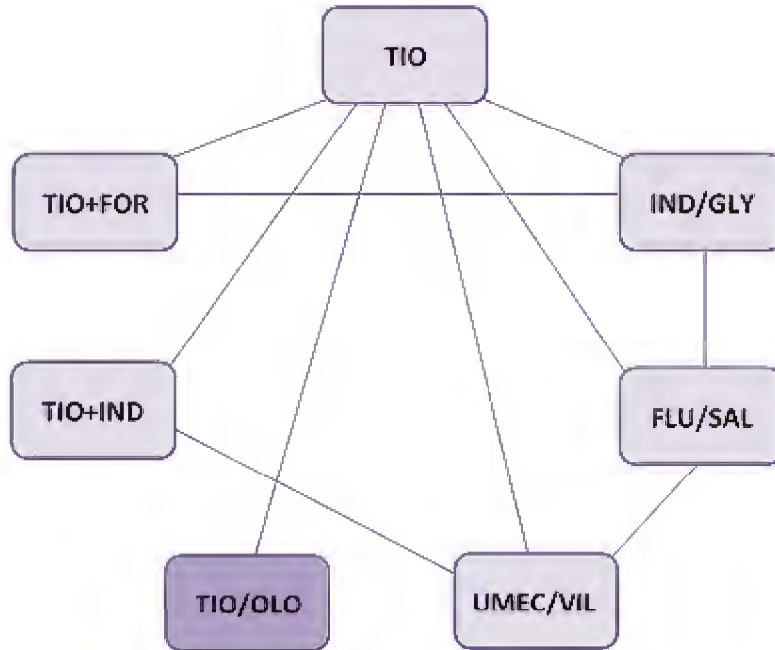 TIO
TIO+FOR
IND/GLY
TIO+IND
FLU/SAL
TIO/OLO
UMEC/VIL